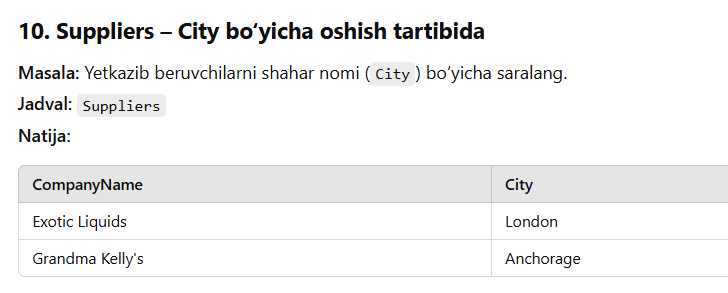 10. Suppliers – City bo‘yicha oshish tartibida
Masala: Yetkazib beruvchilarni shahar nomi ( City ) bo‘yicha saralang.
Jadval: Suppliers
Natija:
CompanyName City
Exotic Liquids London
Grandma Kelly's Anchorage